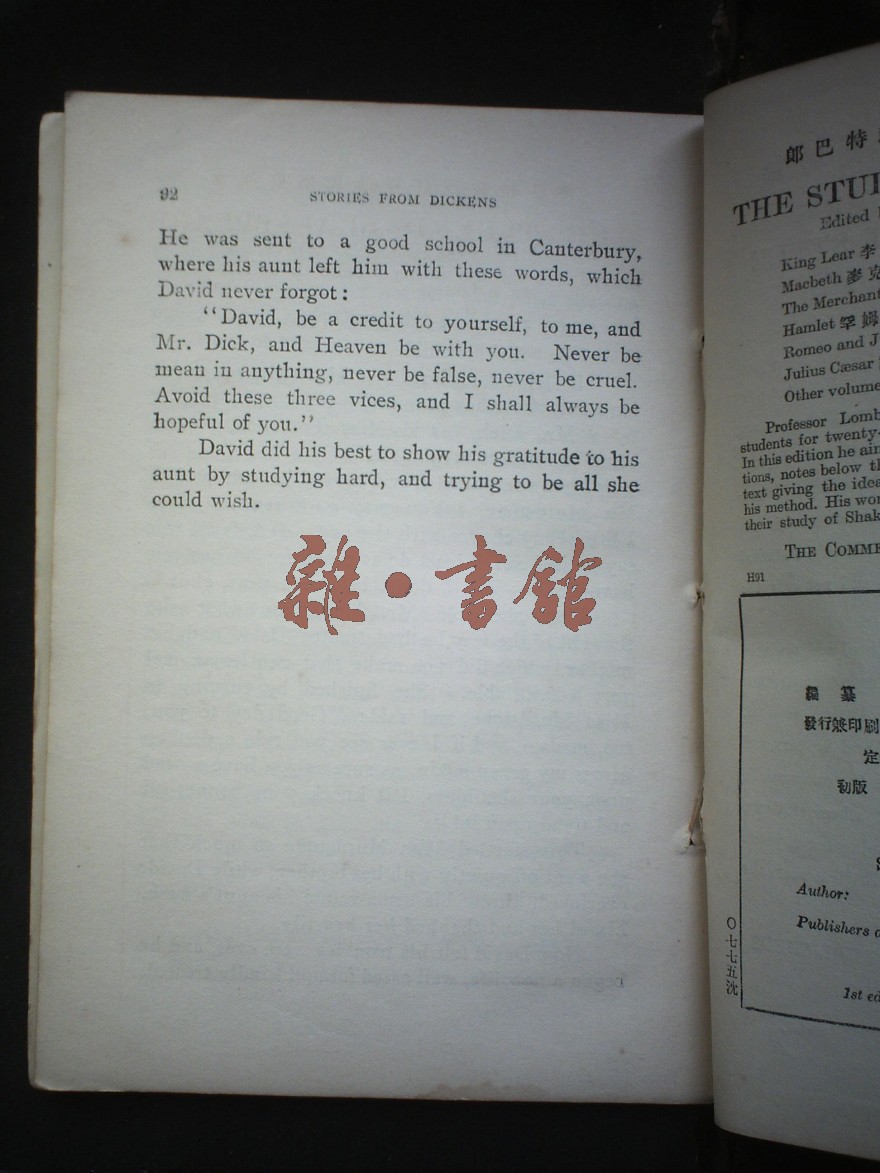 92
STORIES FROM DICKENS
He was sent to a good school in Canterbury,
where his aunt left him with these words, which
David never forgot:
"David, be a credit to yourself, to me, and
Mr. Dick, and Heaven be with you. Never be
mean in anything, never be false, never be cruel.
Avoid these three vices, and I shall always be
hopeful of you."
David did his best to show his gratitude to his
aunt by studying hard, and trying to be all she
could wish.
雜·書館
郎巴特
THE STUD
Edited
King Lear 李
Macbeth 麥克
The Merchant
Hamlet 罕姆
Romeo and J
Julius Cæsar
Other volume
Professor Lomb
students for twenty-
In this edition he aim
tions, notes below th
text giving the idea
his method. His wor
their study of Shak
THE COMME
H91
編纂
發行兼印刷
定
初版
Author:
Publishers
1st ed
〇七七五沈